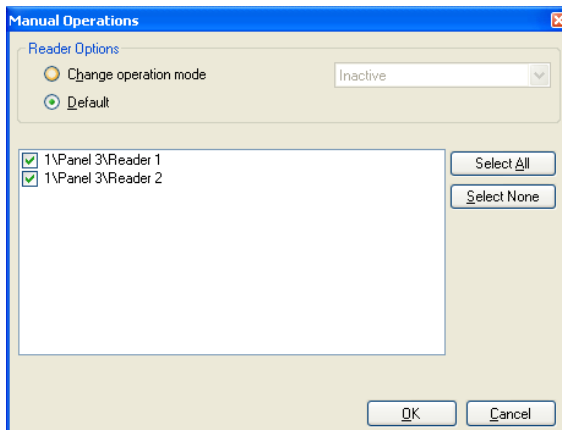 Manual Operations
Reader Options
Change operation mode
Inactive
Default
1\Panel 3\Reader 1
1\Panel 3\Reader 2
Select All
Select None
OK
Cancel